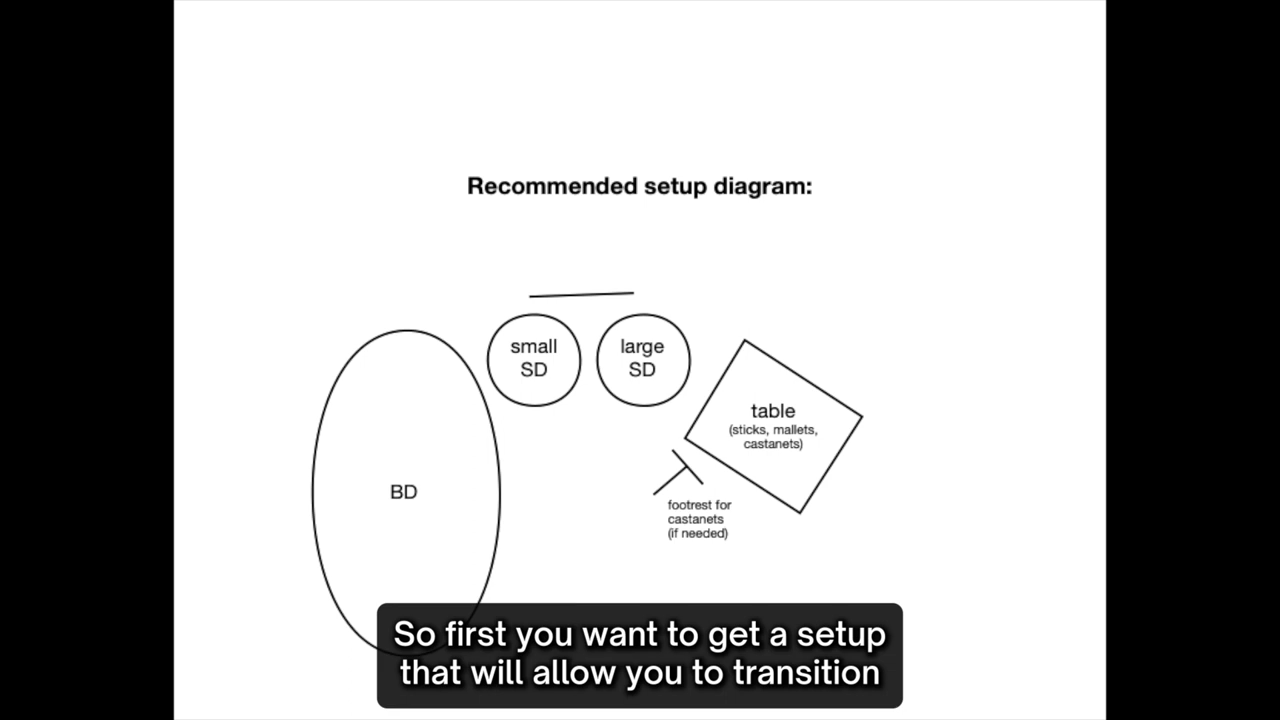 Recommended setup diagram:
small
SD
large
SD
table
(sticks, mallets,
castanets)
BD
footrest for
castanets
(if needed)
So first you want to get a setup
that will allow you to transition